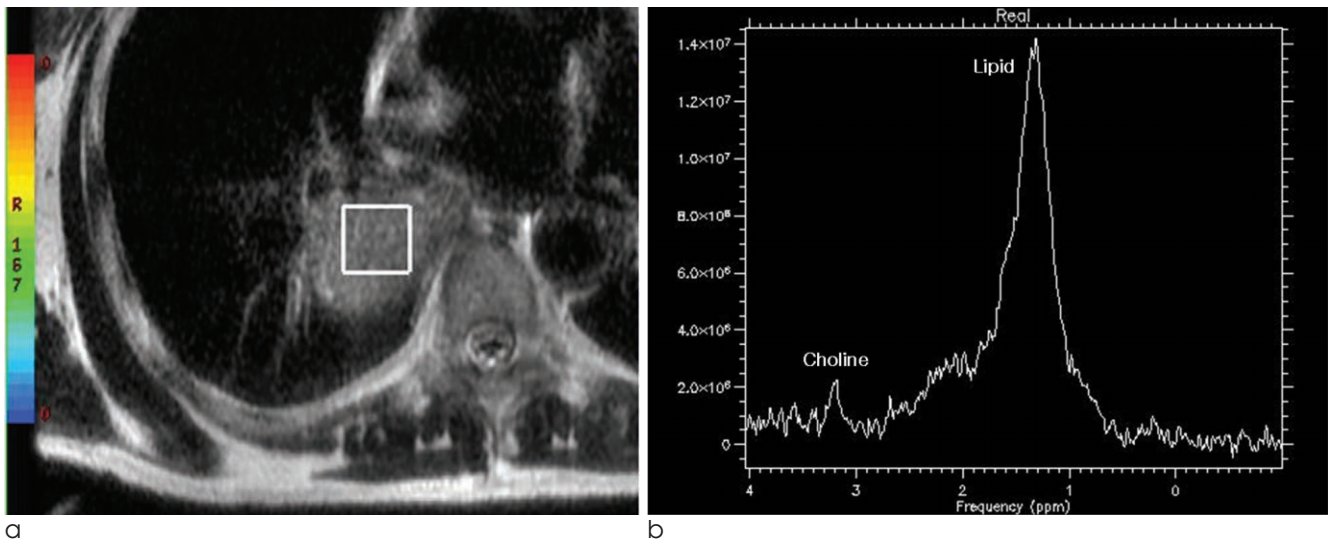 0
R
1
6
7
0
a
Real
1.4×10⁷
1.2×10⁷
1.0×10⁷
8.0×10⁶
6.0×10⁶
4.0×10⁶
2.0×10⁶
0
Lipid
Choline
4 3 2 1 0
Frequency (ppm)
b